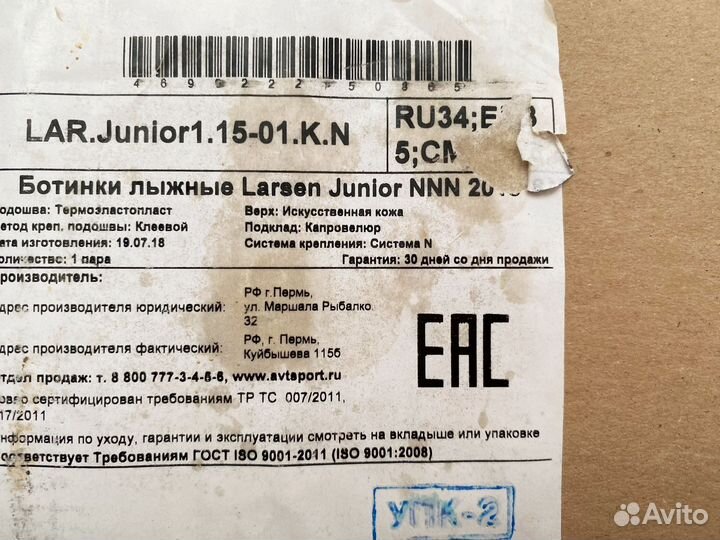 4699222750865
LAR.Junior1.15-01.K.N
RU34;E
5;CM
Ботинки лыжные Larsen Junior NNN
одошва: Термоэластопласт
етод креп. подошвы: Клеевой
ата изготовления: 19.07.18
оличество: 1 пара
Верх: Искусственная кожа
Подклад: Капровелюр
Система крепления: Система N
Гарантия: 30 дней со дня продажи
роизводитель:
дрес производителя юридический:
РФ г.Пермь,
ул. Маршала Рыбалко
32
дрес производителя фактический:
РФ, г. Пермь,
Куйбышева 115б
EAC
тдел продаж: т. 8 800 777-3-4-5-6, www.avtsport.ru
сертифицирован требованиям ТР ТС 007/2011,
17/2011
нформация по уходу, гарантии и эксплуатации смотреть на вкладыше или упаковке
оответствует Требованиям ГОСТ ISO 9001-2011 (ISO 9001:2008)
УПК-2
Avito